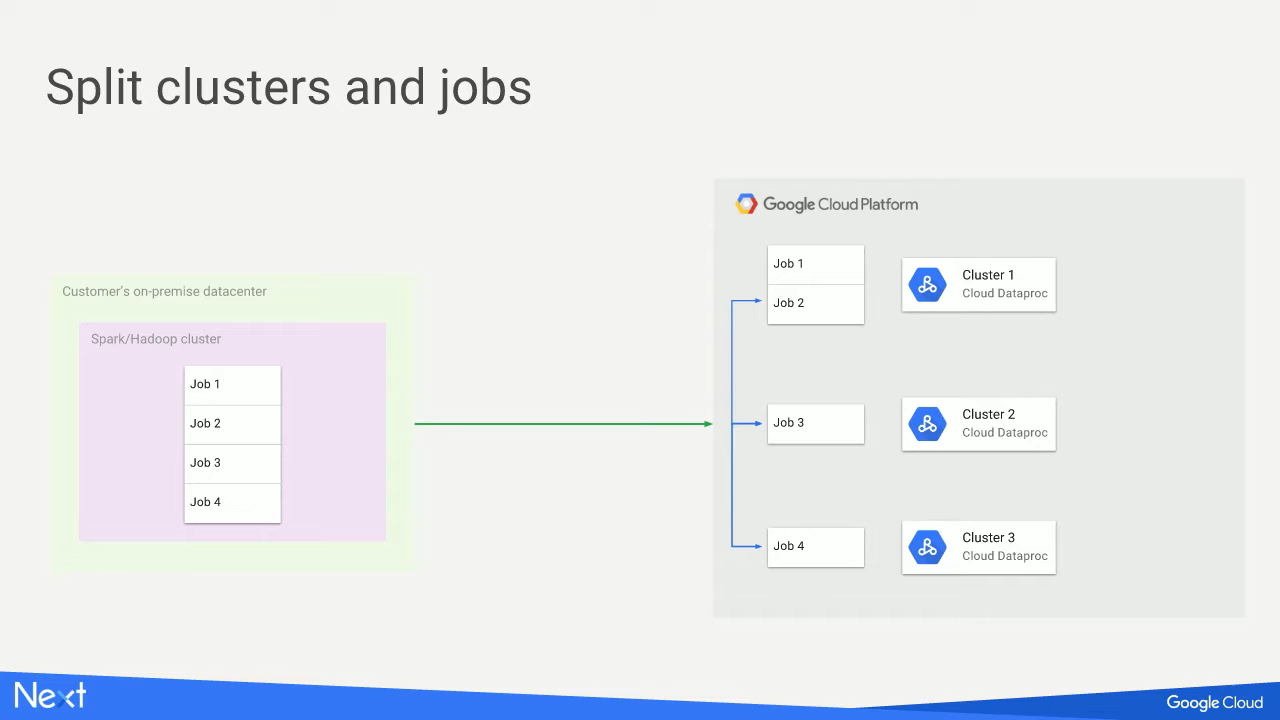 Split clusters and jobs
Customer's on-premise datacenter
Spark/Hadoop cluster
Job 1
Job 2
Job 3
Job 4
Google Cloud Platform
Job 1
Job 2
Cluster 1
Cloud Dataproc
Job 3
Cluster 2
Cloud Dataproc
Job 4
Cluster 3
Cloud Dataproc
Next
Google Cloud